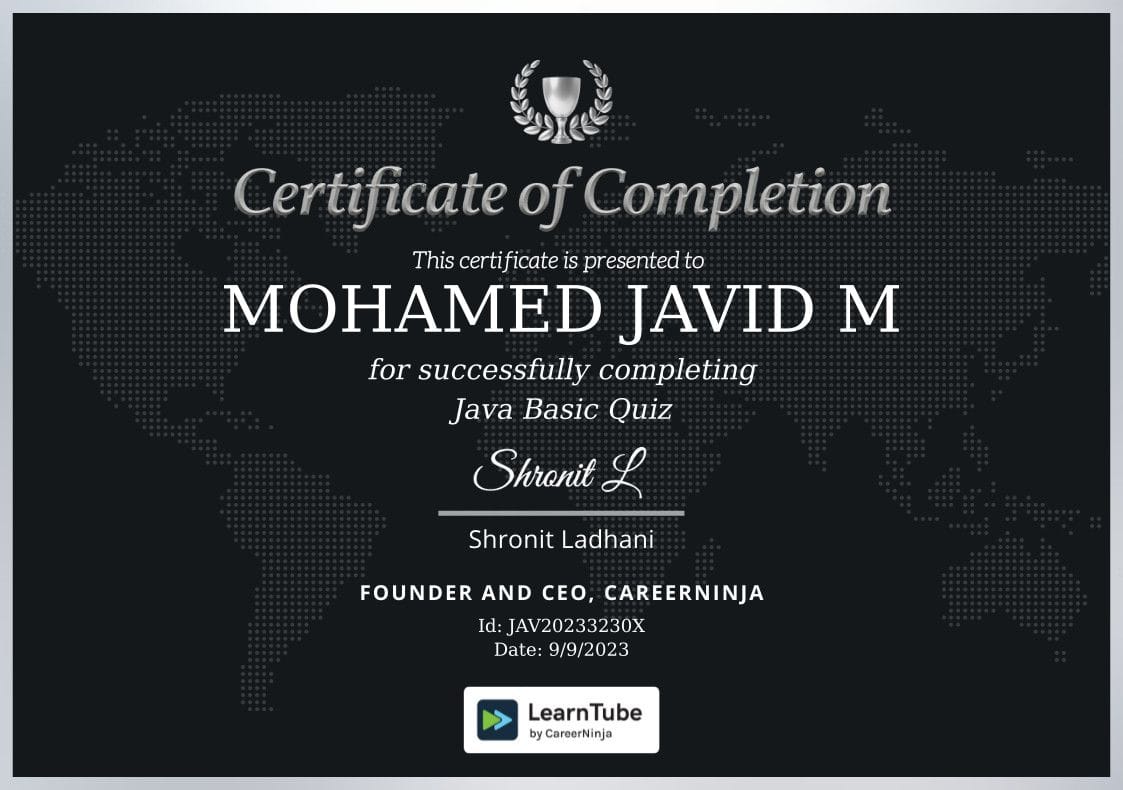 Certificate of Completion
This certificate is presented to
MOHAMED JAVID M
for successfully completing
Java Basic Quiz
Shronit L
Shronit Ladhani
FOUNDER AND CEO, CAREERNINJA
Id: JAV20233230X
Date: 9/9/2023
LearnTube
by CareerNinja